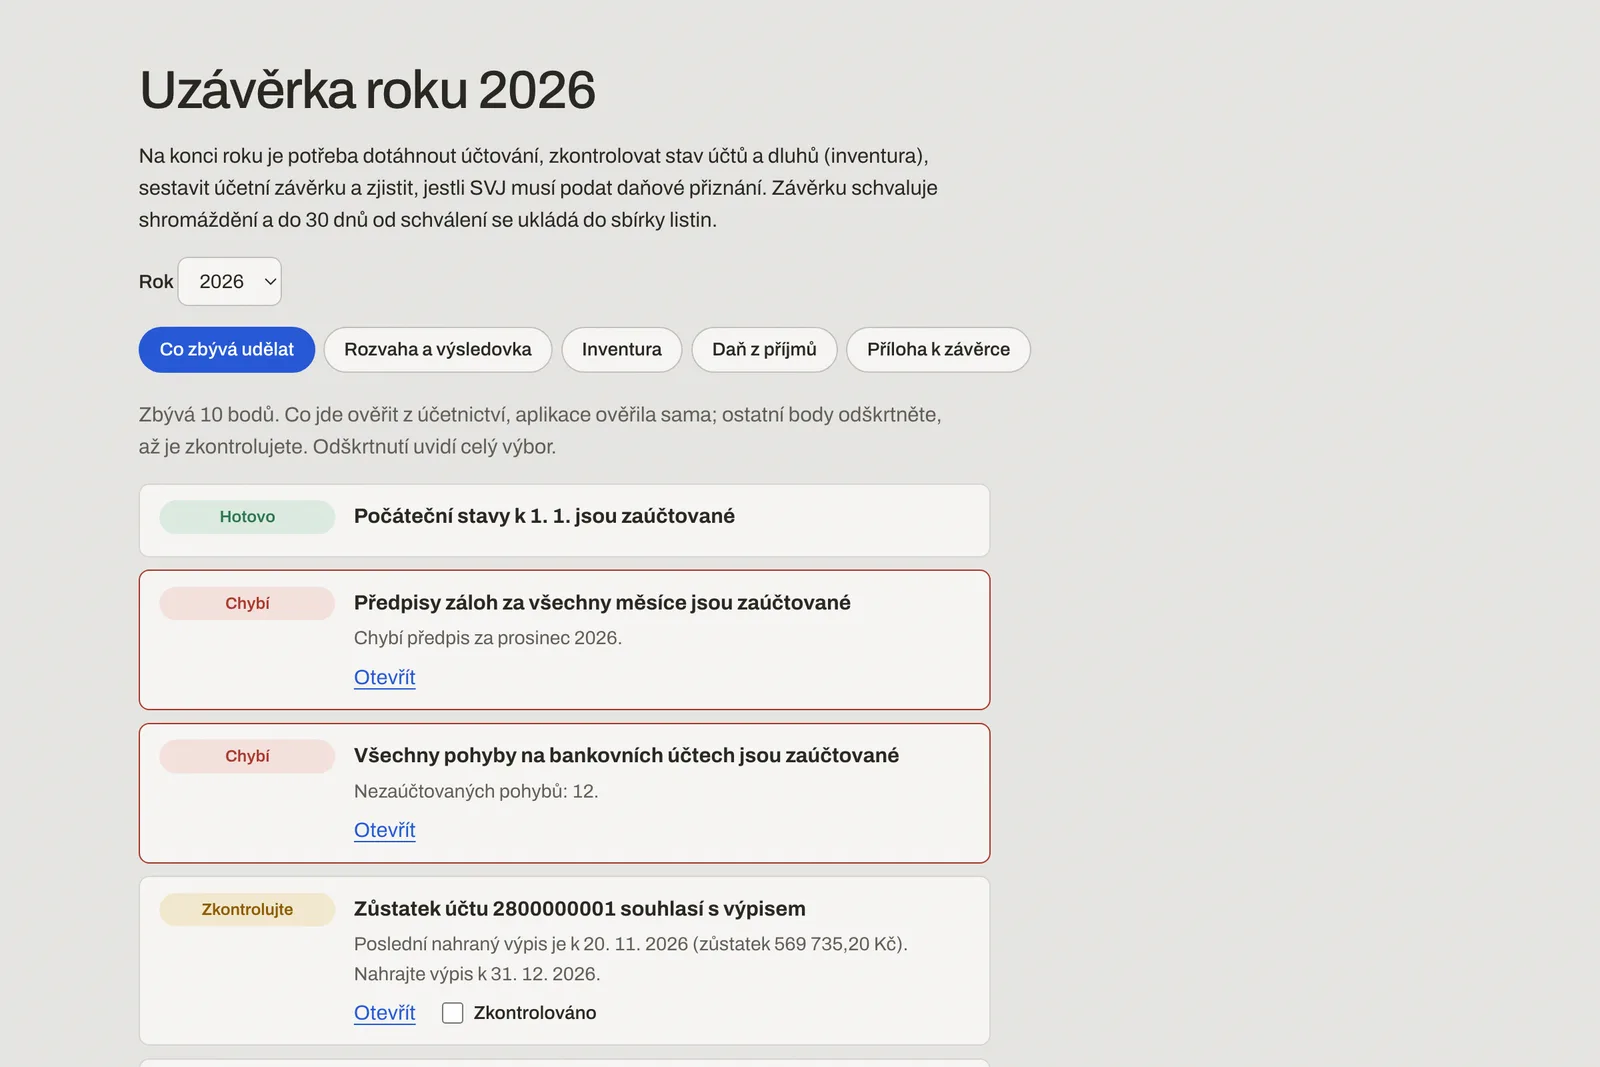 Uzávěrka roku 2026
Na konci roku je potřeba dotáhnout účtování, zkontrolovat stav účtů a dluhů (inventura),
sestavit účetní závěrku a zjistit, jestli SVJ musí podat daňové přiznání. Závěrku schvaluje
shromáždění a do 30 dnů od schválení se ukládá do sbírky listin.
Rok 2026
Co zbývá udělat Rozvaha a výsledovka Inventura Daň z příjmů Příloha k závěrce
Zbývá 10 bodů. Co jde ověřit z účetnictví, aplikace ověřila sama; ostatní body odškrtněte,
až je zkontrolujete. Odškrtnutí uvidí celý výbor.
Hotovo Počáteční stavy k 1. 1. jsou zaúčtované
Chybí Předpisy záloh za všechny měsíce jsou zaúčtované
Chybí předpis za prosinec 2026.
Otevřít
Chybí Všechny pohyby na bankovních účtech jsou zaúčtované
Nezaúčtovaných pohybů: 12.
Otevřít
Zkontrolujte Zůstatek účtu 2800000001 souhlasí s výpisem
Poslední nahraný výpis je k 20. 11. 2026 (zůstatek 569 735,20 Kč).
Nahrajte výpis k 31. 12. 2026.
Otevřít Zkontrolováno